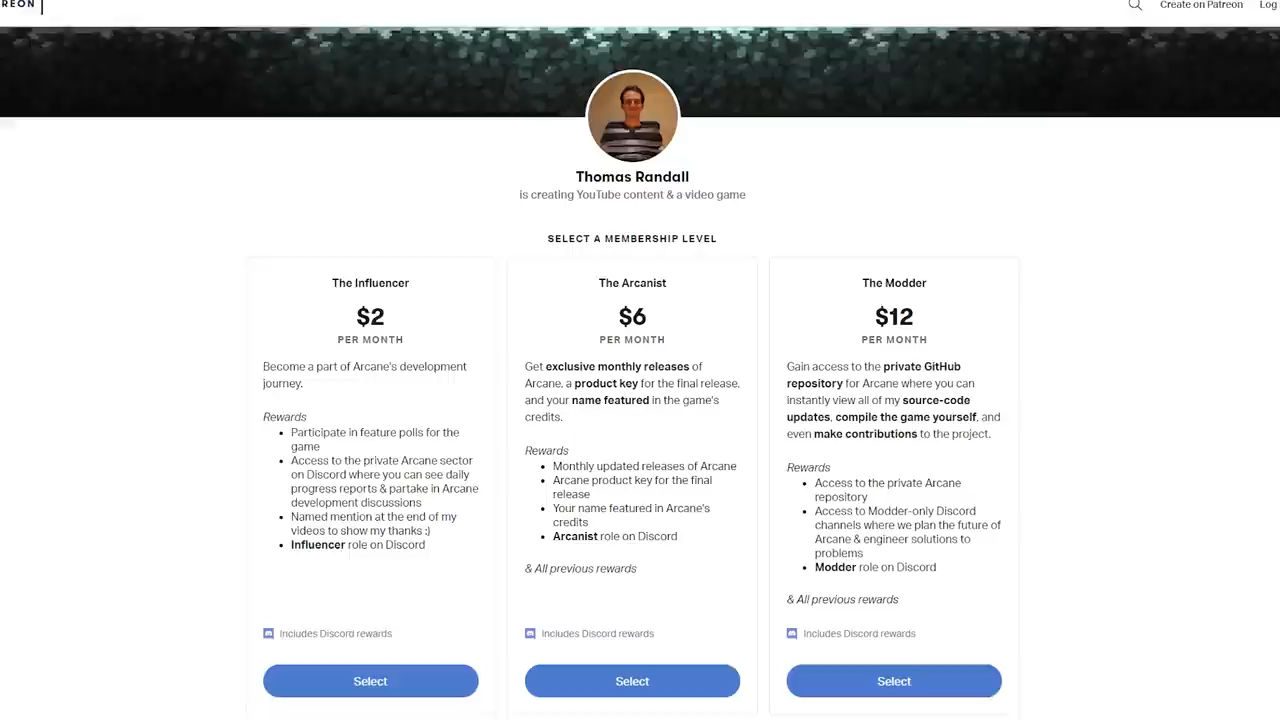 REON
Create on Patreon
Log
Thomas Randall
is creating YouTube content & a video game
SELECT A MEMBERSHIP LEVEL
The Influencer
$2
PER MONTH
Become a part of Arcane's development
journey.
Rewards
• Participate in feature polls for the
game
• Access to the private Arcane sector
on Discord where you can see daily
progress reports & partake in Arcane
development discussions
• Named mention at the end of my
videos to show my thanks :)
• Influencer role on Discord
Includes Discord rewards
Select
The Arcanist
$6
PER MONTH
Get exclusive monthly releases of
Arcane, a product key for the final release,
and your name featured in the game's
credits.
Rewards
• Monthly updated releases of Arcane
• Arcane product key for the final
release
• Your name featured in Arcane's
credits
• Arcanist role on Discord
& All previous rewards
Includes Discord rewards
Select
The Modder
$12
PER MONTH
Gain access to the private GitHub
repository for Arcane where you can
instantly view all of my source-code
updates, compile the game yourself, and
even make contributions to the project.
Rewards
• Access to the private Arcane
repository
• Access to Modder-only Discord
channels where we plan the future of
Arcane & engineer solutions to
problems
• Modder role on Discord
& All previous rewards
Includes Discord rewards
Select